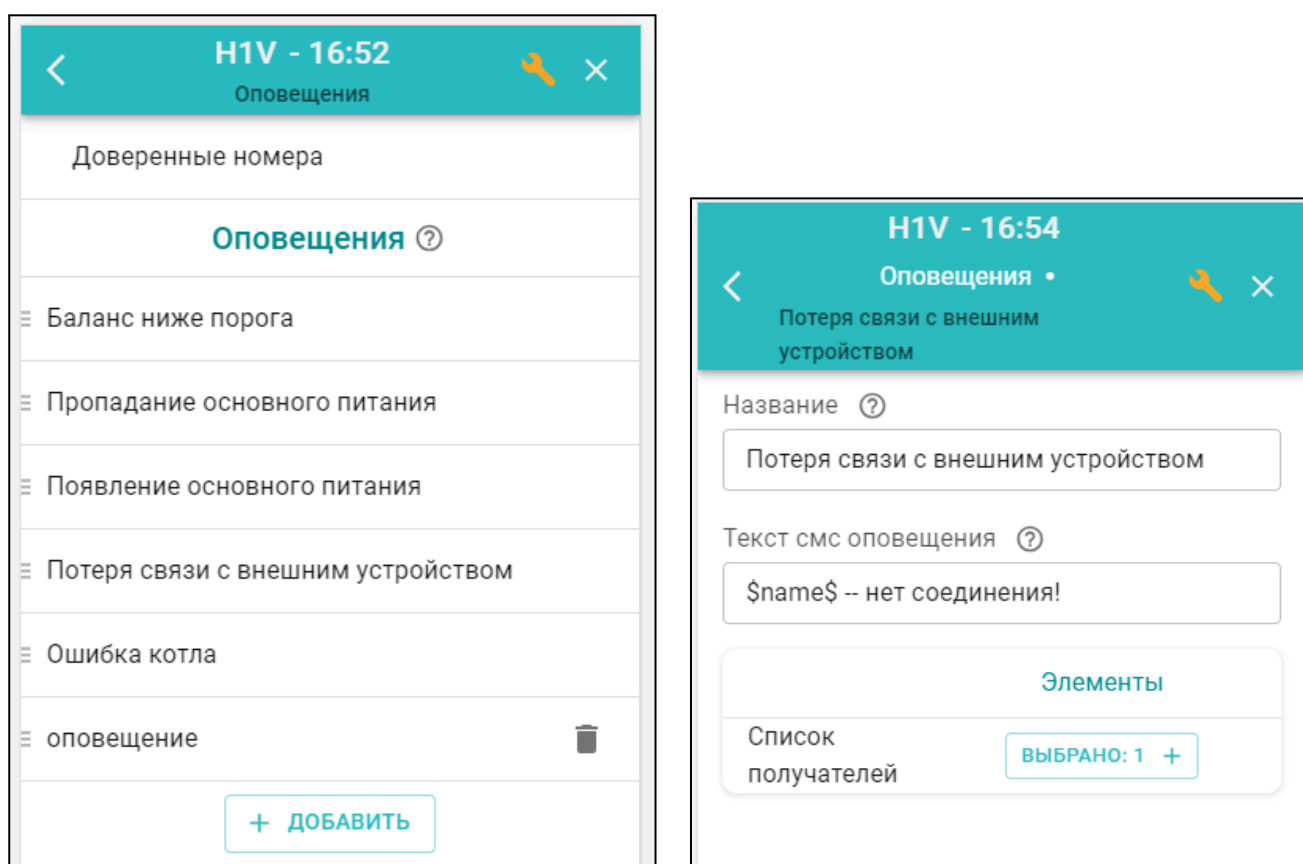 H1V - 16:52
Оповещения
Доверенные номера
Оповещения
Баланс ниже порога
Пропадание основного питания
Появление основного питания
Потеря связи с внешним устройством
Ошибка котла
оповещение
+ ДОБАВИТЬ
H1V - 16:54
Оповещения •
Потеря связи с внешним
устройством
Название
Потеря связи с внешним устройством
Текст смс оповещения
$name$ -- нет соединения!
Элементы
Список
получателей
ВЫБРАНО: 1 +